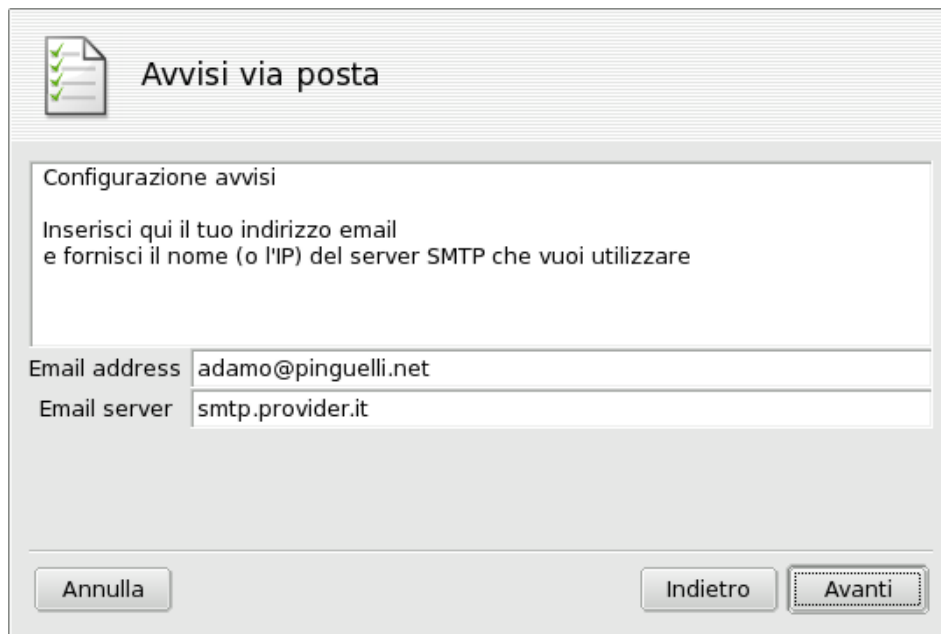 Avvisi via posta
Configurazione avvisi
Inserisci qui il tuo indirizzo email
e fornisci il nome (o l'IP) del server SMTP che vuoi utilizzare
Email address adamo@pinguelli.net
Email server smtp.provider.it
Annulla Indietro Avanti